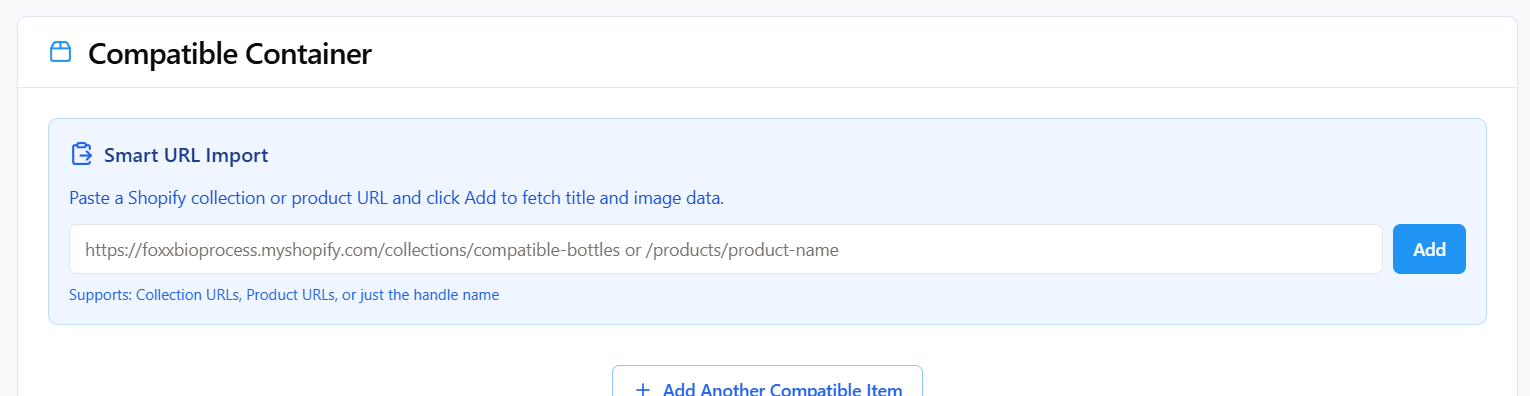 Compatible Container
Smart URL Import
Paste a Shopify collection or product URL and click Add to fetch title and image data.
https://foxxbioprocess.myshopify.com/collections/compatible-bottles or /products/product-name
Add
Supports: Collection URLs, Product URLs, or just the handle name
Add Another Compatible Item